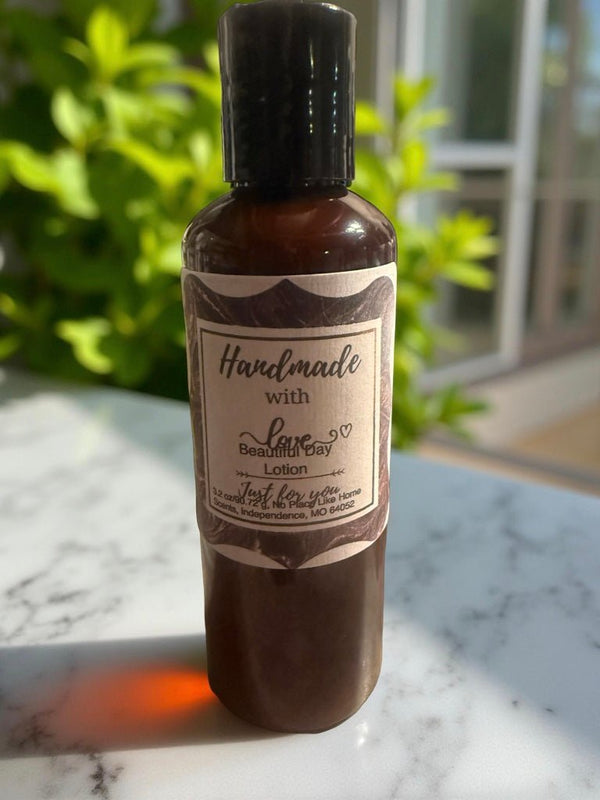 Handmade
with
love
Beautiful Day
Lotion
Just for you
3.2 oz/90.72 g, No Place Like Home
Scents, Independence, MO 64052